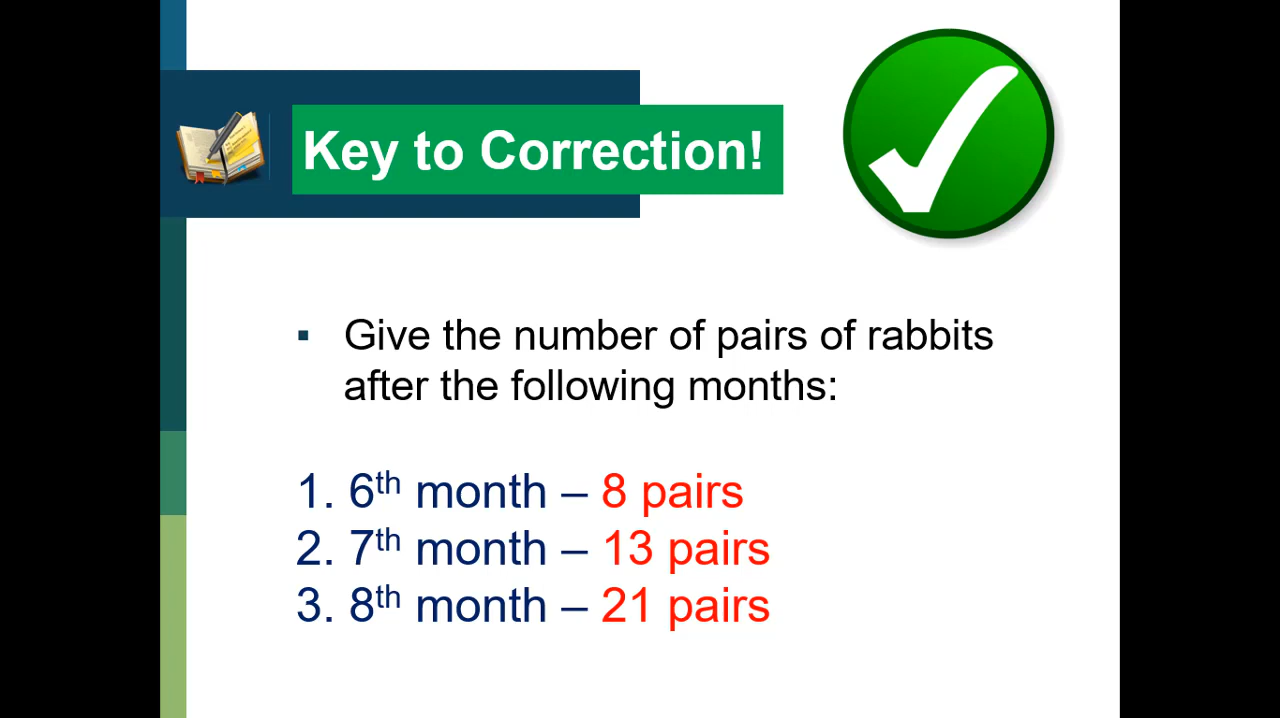 Key to Correction!
▪ Give the number of pairs of rabbits
after the following months:
1. 6th month – 8 pairs
2. 7th month – 13 pairs
3. 8th month – 21 pairs